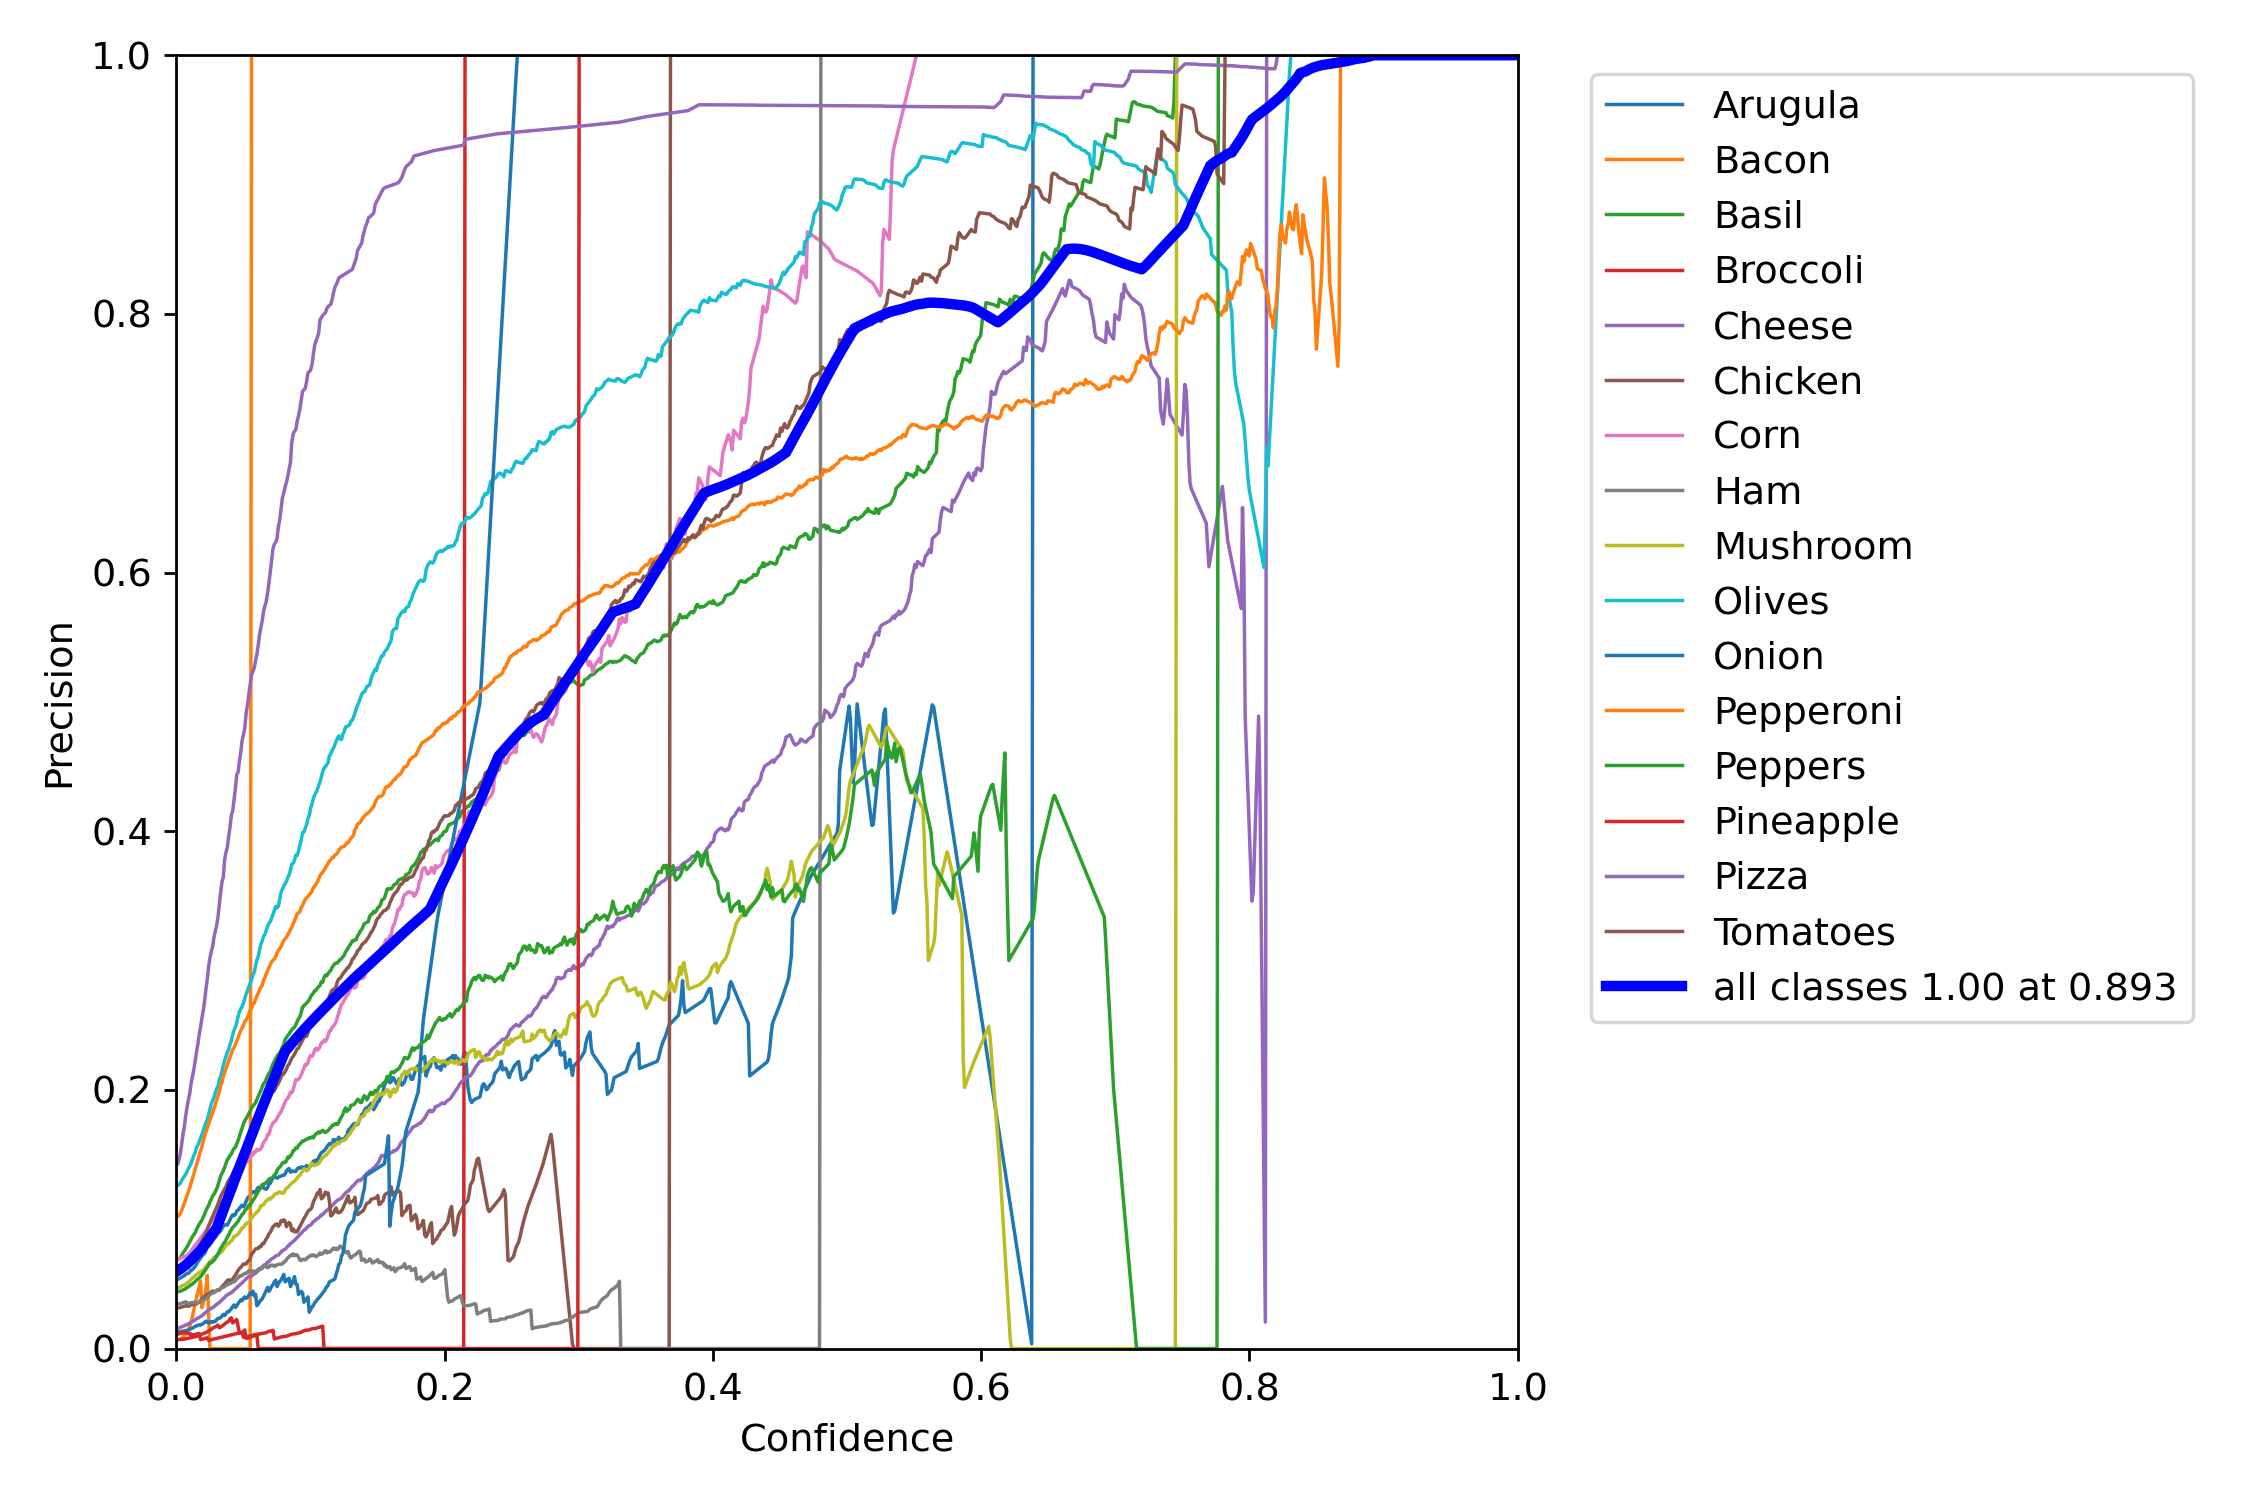 1.0
0.8
0.6
0.4
0.2
0.0
Precision
0.0 0.2 0.4 0.6 0.8 1.0
Confidence
Arugula
Bacon
Basil
Broccoli
Cheese
Chicken
Corn
Ham
Mushroom
Olives
Onion
Pepperoni
Peppers
Pineapple
Pizza
Tomatoes
all classes 1.00 at 0.893